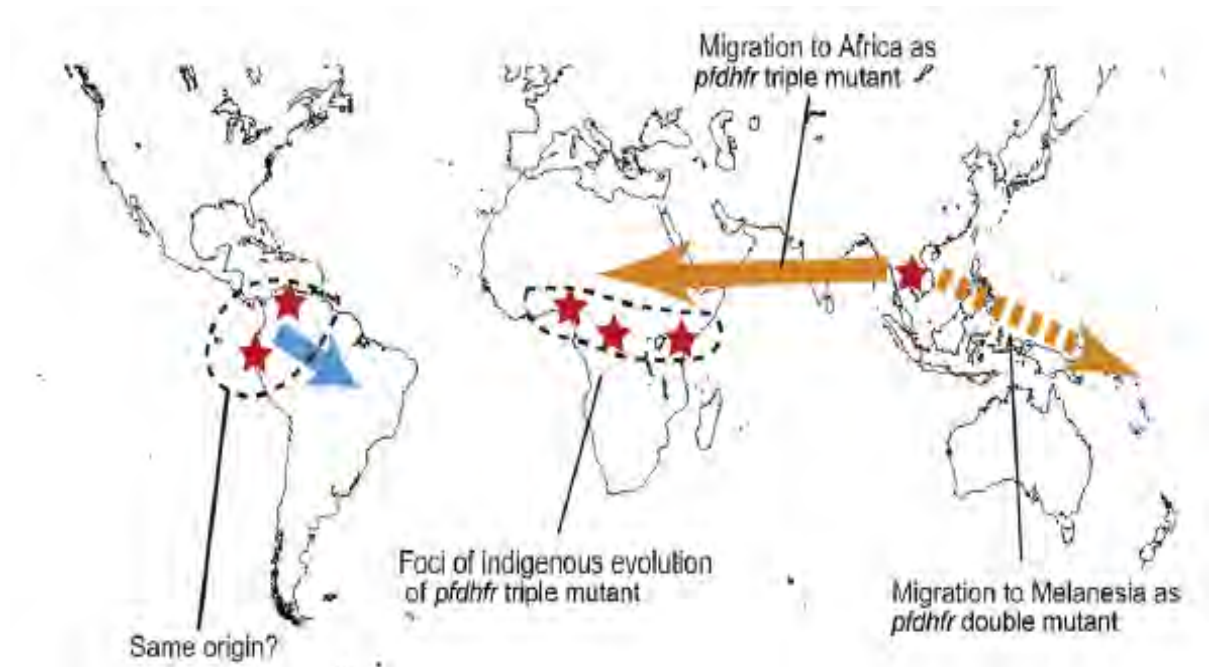 Migration to Africa as
pfdhfr triple mutant
Foci of indigenous evolution
of pfdhfr triple mutant
Migration to Melanesia as
pfdhfr double mutant
Same origin?